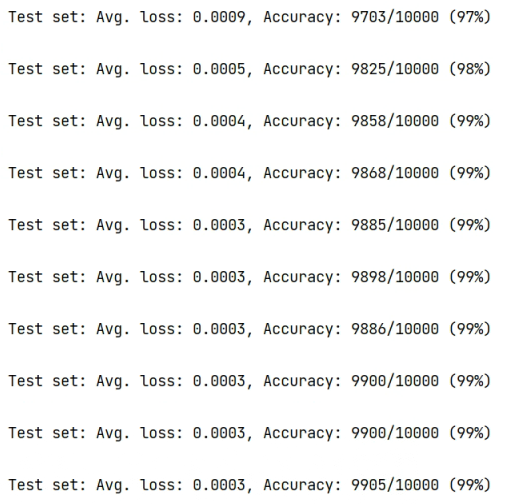 Test set: Avg. loss: 0.0009, Accuracy: 9703/10000 (97%)
Test set: Avg. loss: 0.0005, Accuracy: 9825/10000 (98%)
Test set: Avg. loss: 0.0004, Accuracy: 9858/10000 (99%)
Test set: Avg. loss: 0.0004, Accuracy: 9868/10000 (99%)
Test set: Avg. loss: 0.0003, Accuracy: 9885/10000 (99%)
Test set: Avg. loss: 0.0003, Accuracy: 9898/10000 (99%)
Test set: Avg. loss: 0.0003, Accuracy: 9886/10000 (99%)
Test set: Avg. loss: 0.0003, Accuracy: 9900/10000 (99%)
Test set: Avg. loss: 0.0003, Accuracy: 9900/10000 (99%)
Test set: Avg. loss: 0.0003, Accuracy: 9905/10000 (99%)